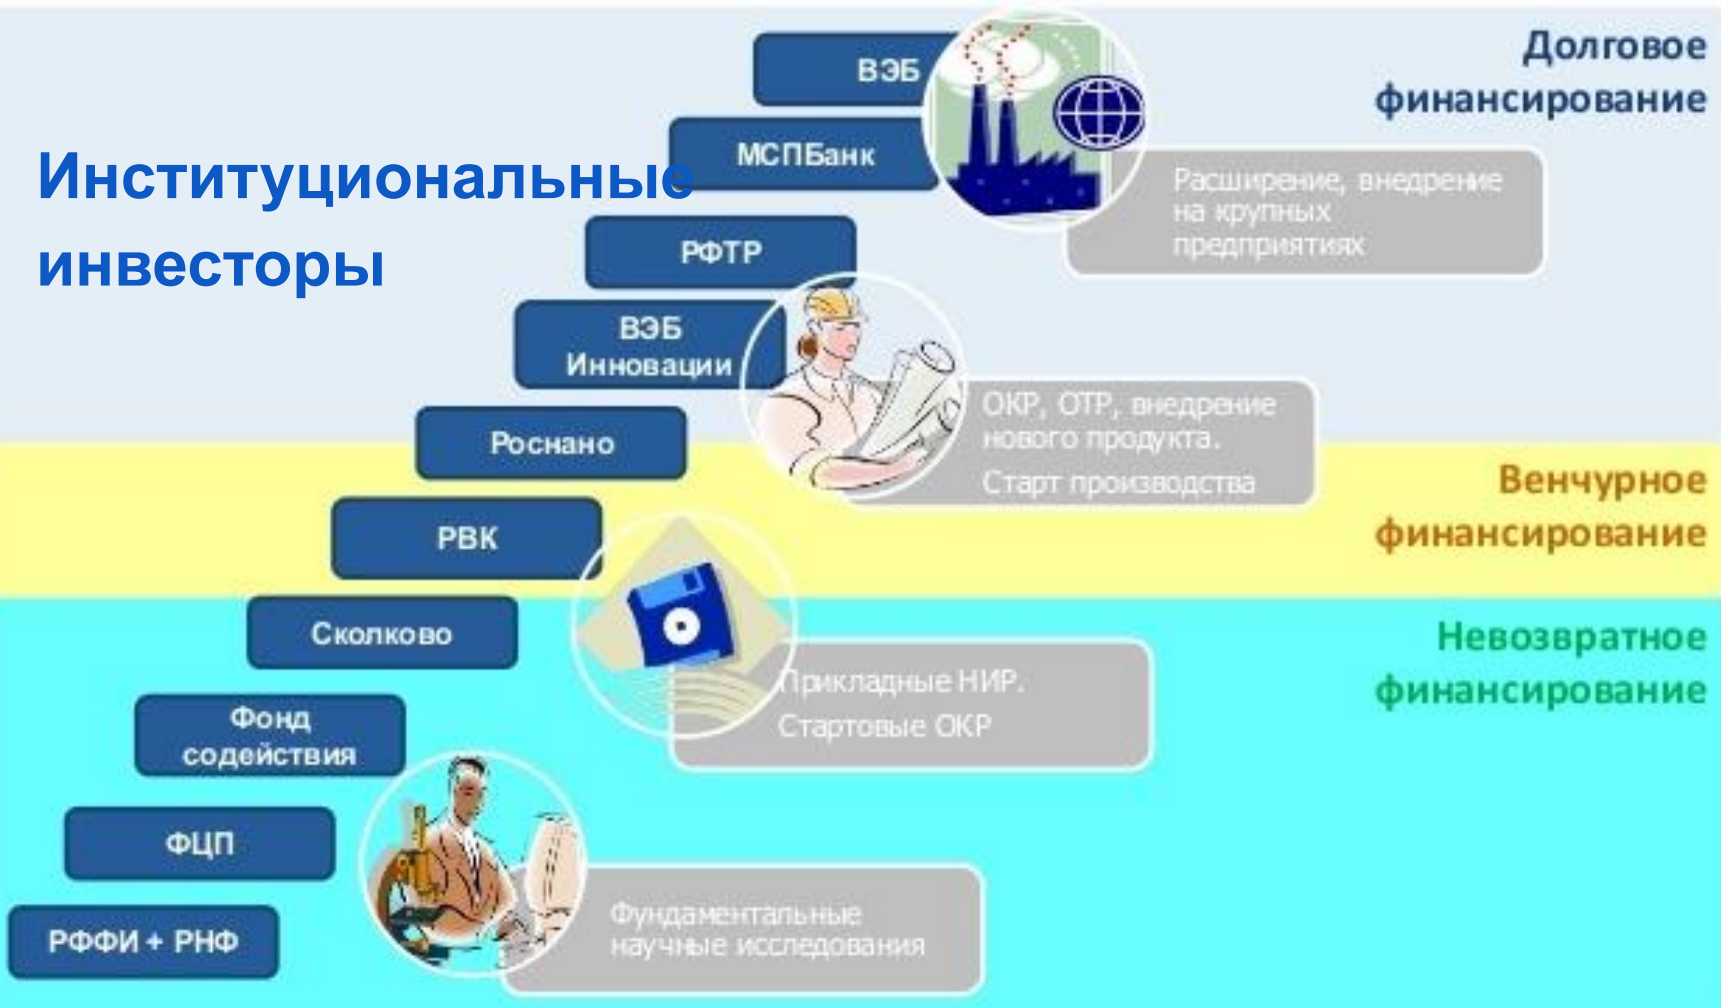 Институциональные
инвесторы
ВЭБ
МСПБанк
РФТР
ВЭБ
Инновации
Роснано
РВК
Сколково
Фонд
содействия
ФЦП
РФФИ + РНФ
Долговое
финансирование
Расширение, внедрение
на крупных
предприятиях
ОКР, ОТР, внедрение
нового продукта.
Старт производства
Венчурное
финансирование
Невозвратное
финансирование
Прикладные НИР.
Стартовые ОКР
Фундаментальные
научные исследования